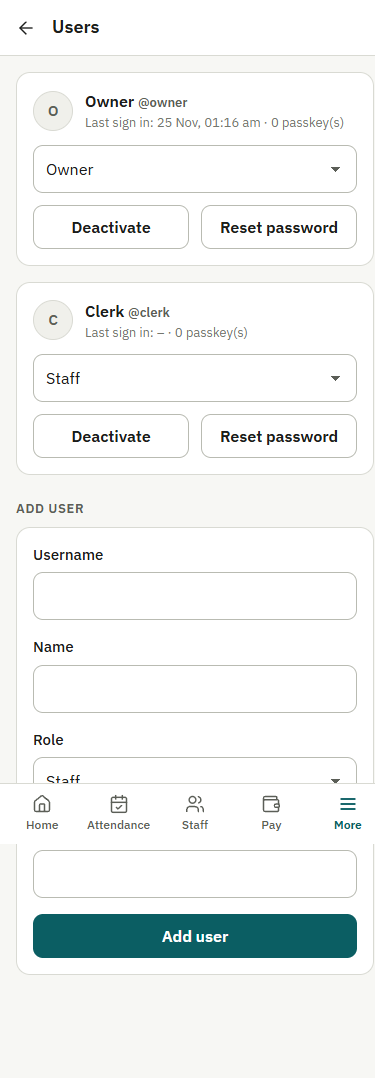 Users
O
Owner @owner
Last sign in: 25 Nov, 01:16 am · 0 passkey(s)
Owner
Deactivate
Reset password
C
Clerk @clerk
Last sign in: – · 0 passkey(s)
Staff
Deactivate
Reset password
ADD USER
Username
Name
Role
Staff
Home
Attendance
Staff
Pay
More
Add user